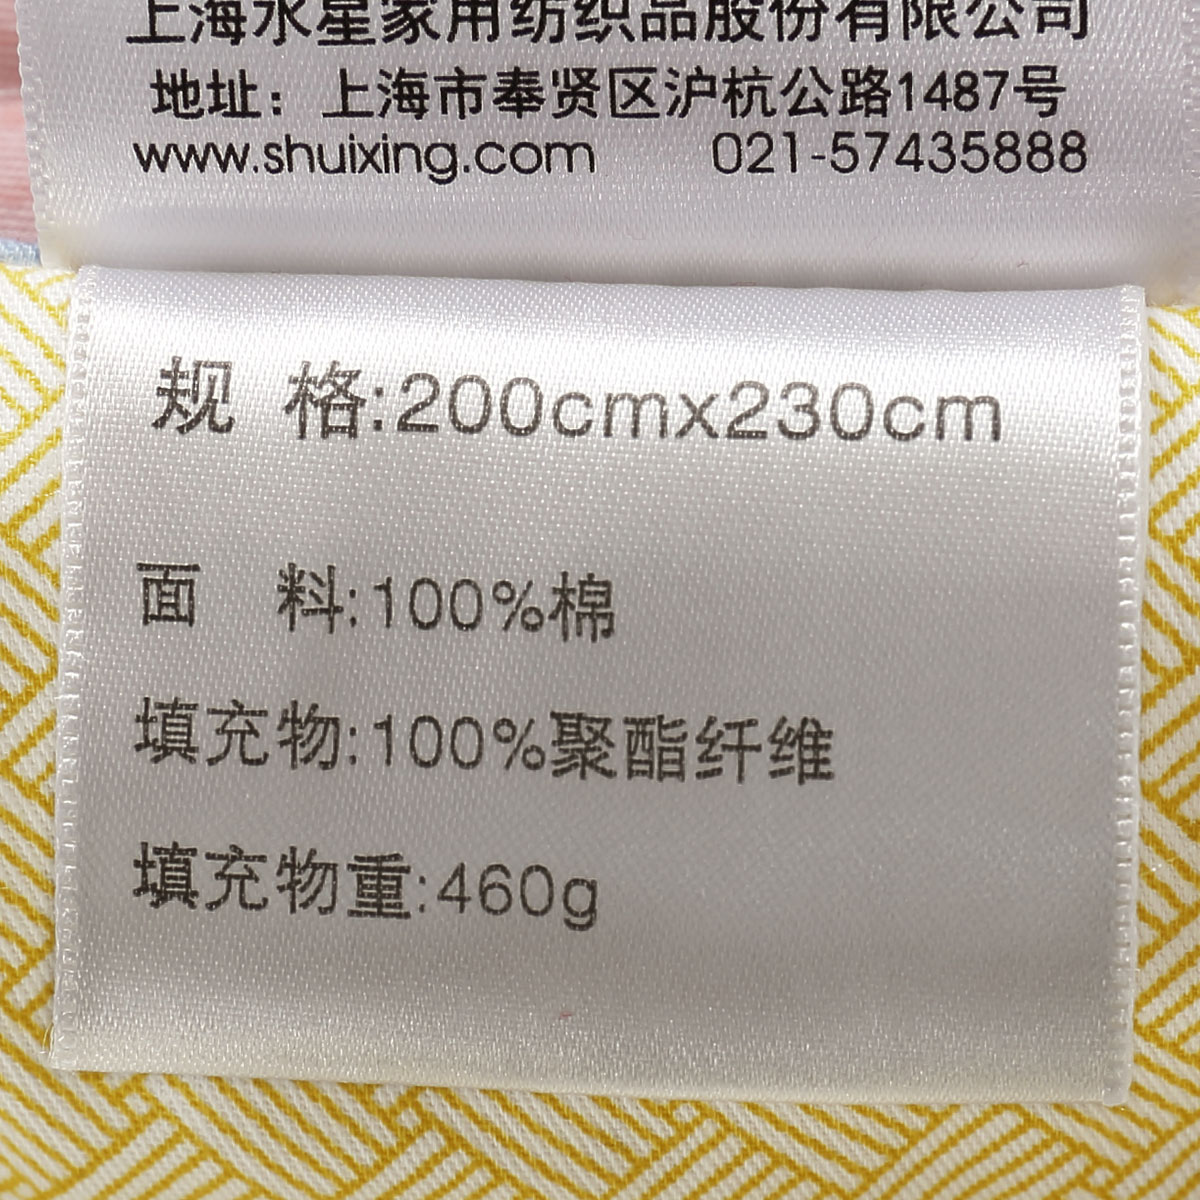 上海水星家用纺织品股份有限公司
地址：上海市奉贤区沪杭公路1487号
www.shuixing.com 021-57435888
规 格:200cmx230cm
面 料:100%棉
填充物:100%聚酯纤维
填充物重:460g